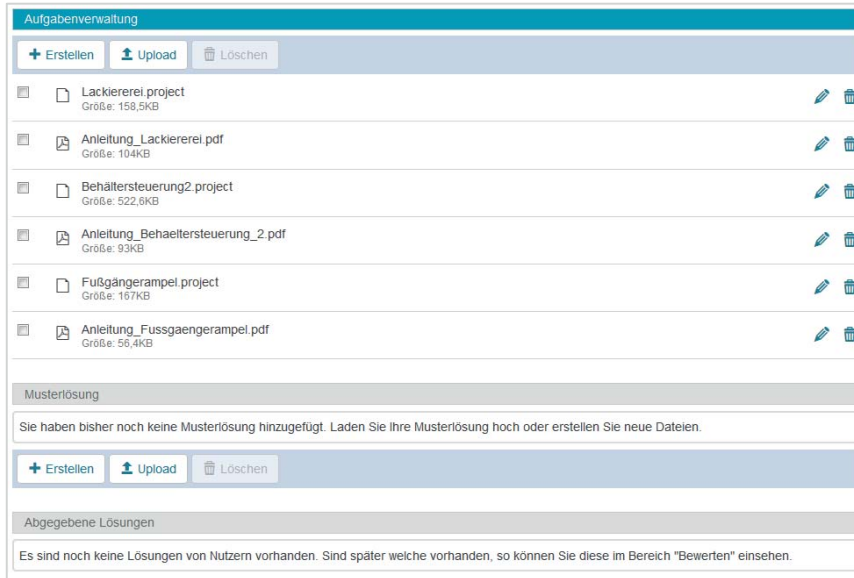 Aufgabenverwaltung
Erstellen Upload Löschen
Lackiererei.project
Größe: 158,5KB
Anleitung_Lackiererei.pdf
Größe: 104KB
Behältersteuerung2.project
Größe: 522,6KB
Anleitung_Behaeltersteuerung_2.pdf
Größe: 93KB
Fußgängerampel.project
Größe: 167KB
Anleitung_Fussgaengerampel.pdf
Größe: 56,4KB
Musterlösung
Sie haben bisher noch keine Musterlösung hinzugefügt. Laden Sie Ihre Musterlösung hoch oder erstellen Sie neue Dateien.
Erstellen Upload Löschen
Abgegebene Lösungen
Es sind noch keine Lösungen von Nutzern vorhanden. Sind später welche vorhanden, so können Sie diese im Bereich "Bewerten" einsehen.